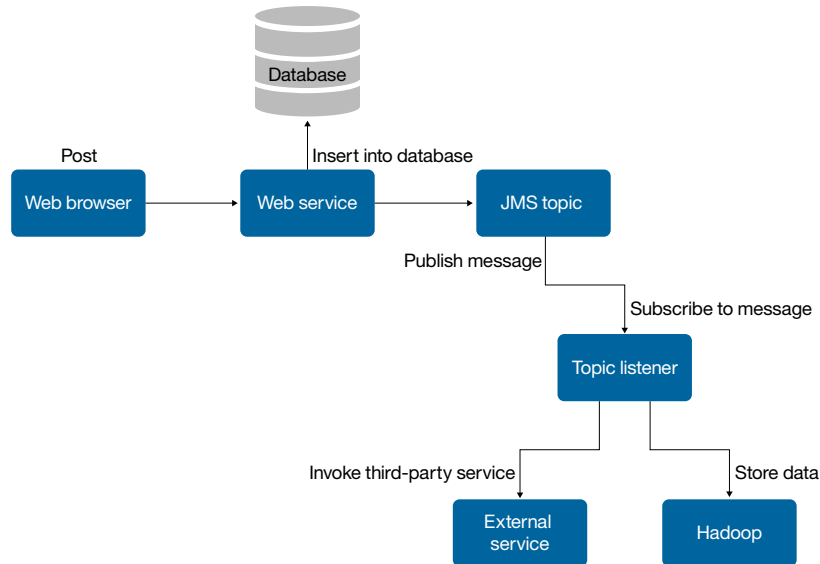 Database
Post
Insert into database
Web browser
Web service
JMS topic
Publish message
Subscribe to message
Topic listener
Invoke third-party service
Store data
External
service
Hadoop